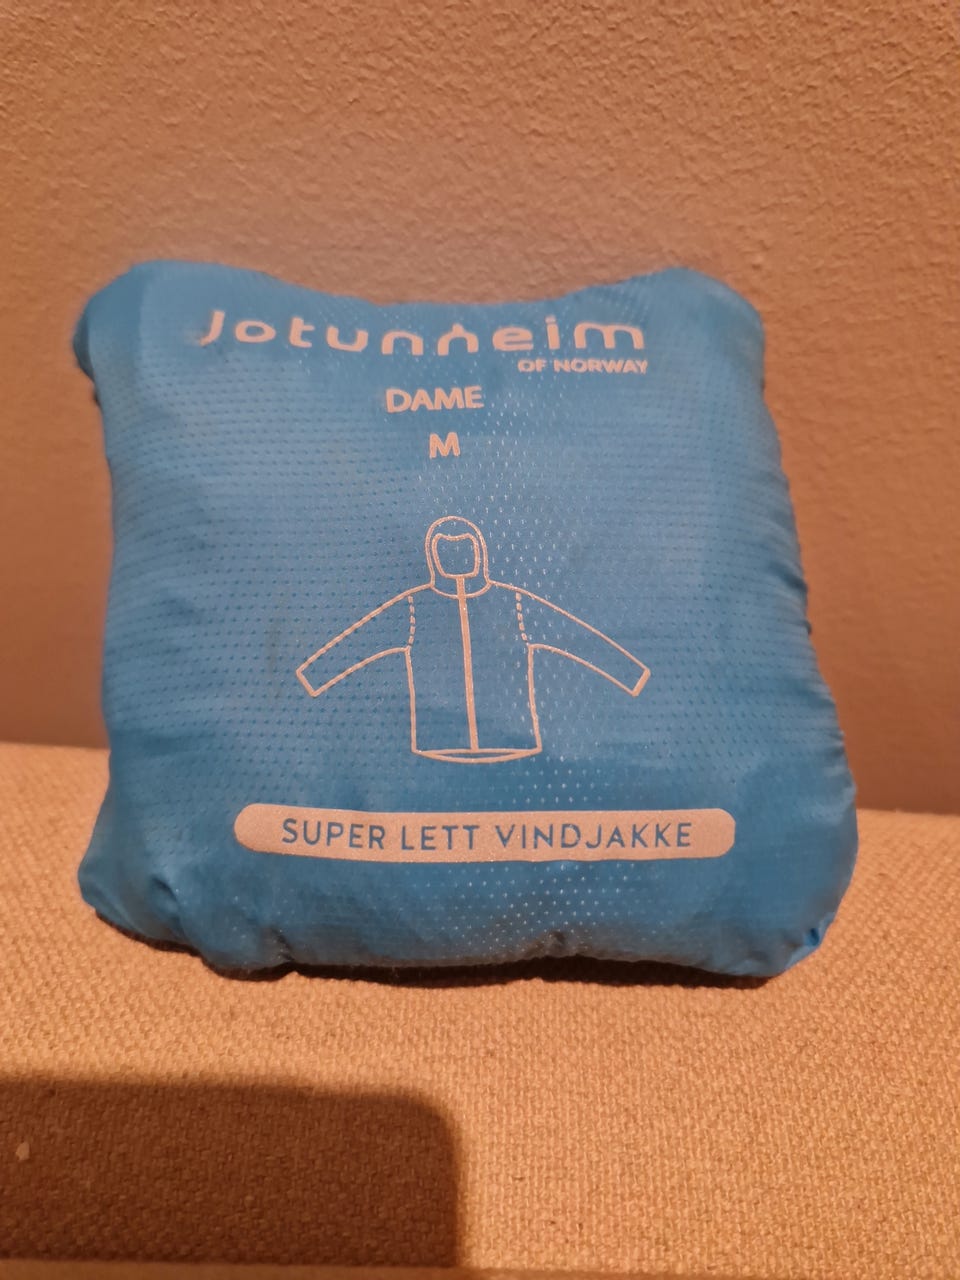 Jotunheim
OF NORWAY
DAME
M
SUPER LETT VINDJAKKE